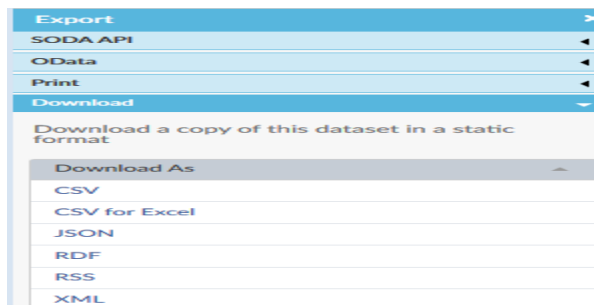 Export
SODA API
OData
Print
Download
Download a copy of this dataset in a static
format
Download As
CSV
CSV for Excel
JSON
RDF
RSS
XML